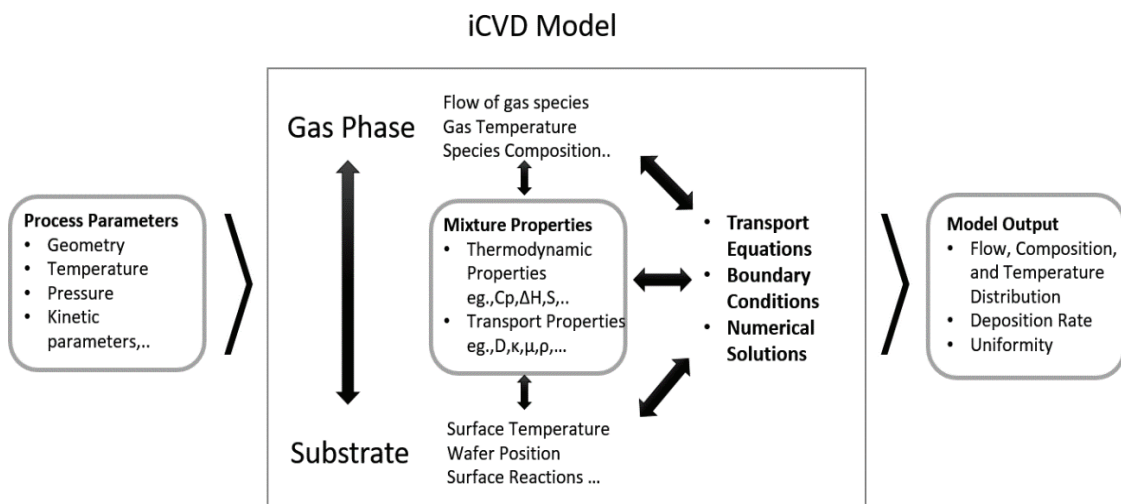 iCVD Model
Process Parameters
• Geometry
• Temperature
• Pressure
• Kinetic
parameters,..
Gas Phase
Substrate
Flow of gas species
Gas Temperature
Species Composition..
Mixture Properties
• Thermodynamic
Properties
eg.,Cp,ΔH,S,..
• Transport Properties
eg.,D,κ,μ,ρ,...
Surface Temperature
Wafer Position
Surface Reactions ...
• Transport
Equations
• Boundary
Conditions
• Numerical
Solutions
Model Output
• Flow, Composition,
and Temperature
Distribution
• Deposition Rate
• Uniformity